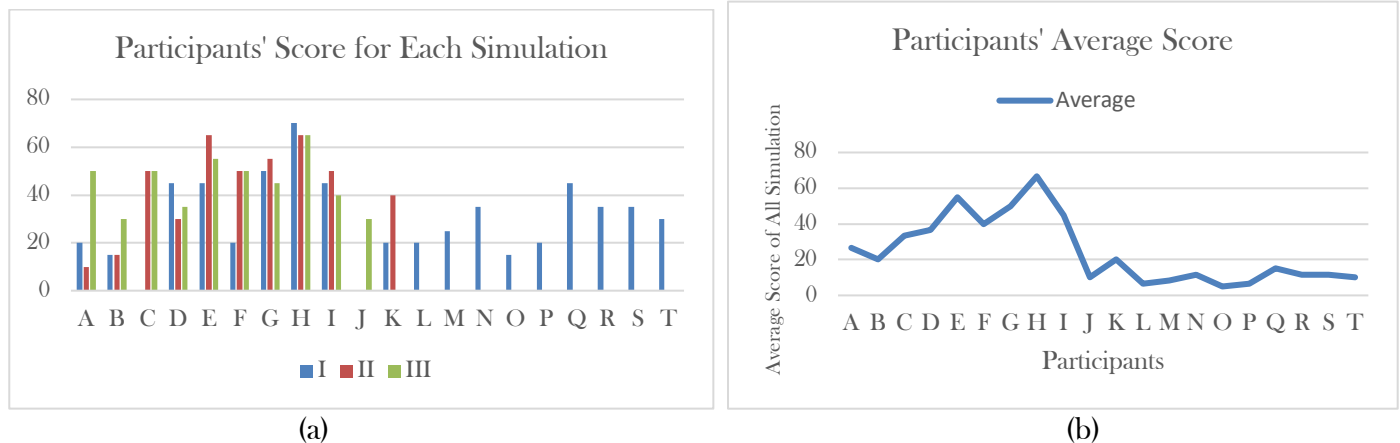 Participants' Score for Each Simulation
80
60
40
20
0
A B C D E F G H I J K L M N O P Q R S T
I II III
(a)
Participants' Average Score
Average
Average Score of All Simulation
80
60
40
20
0
A B C D E F G H I J K L M N O P Q R S T
Participants
(b)